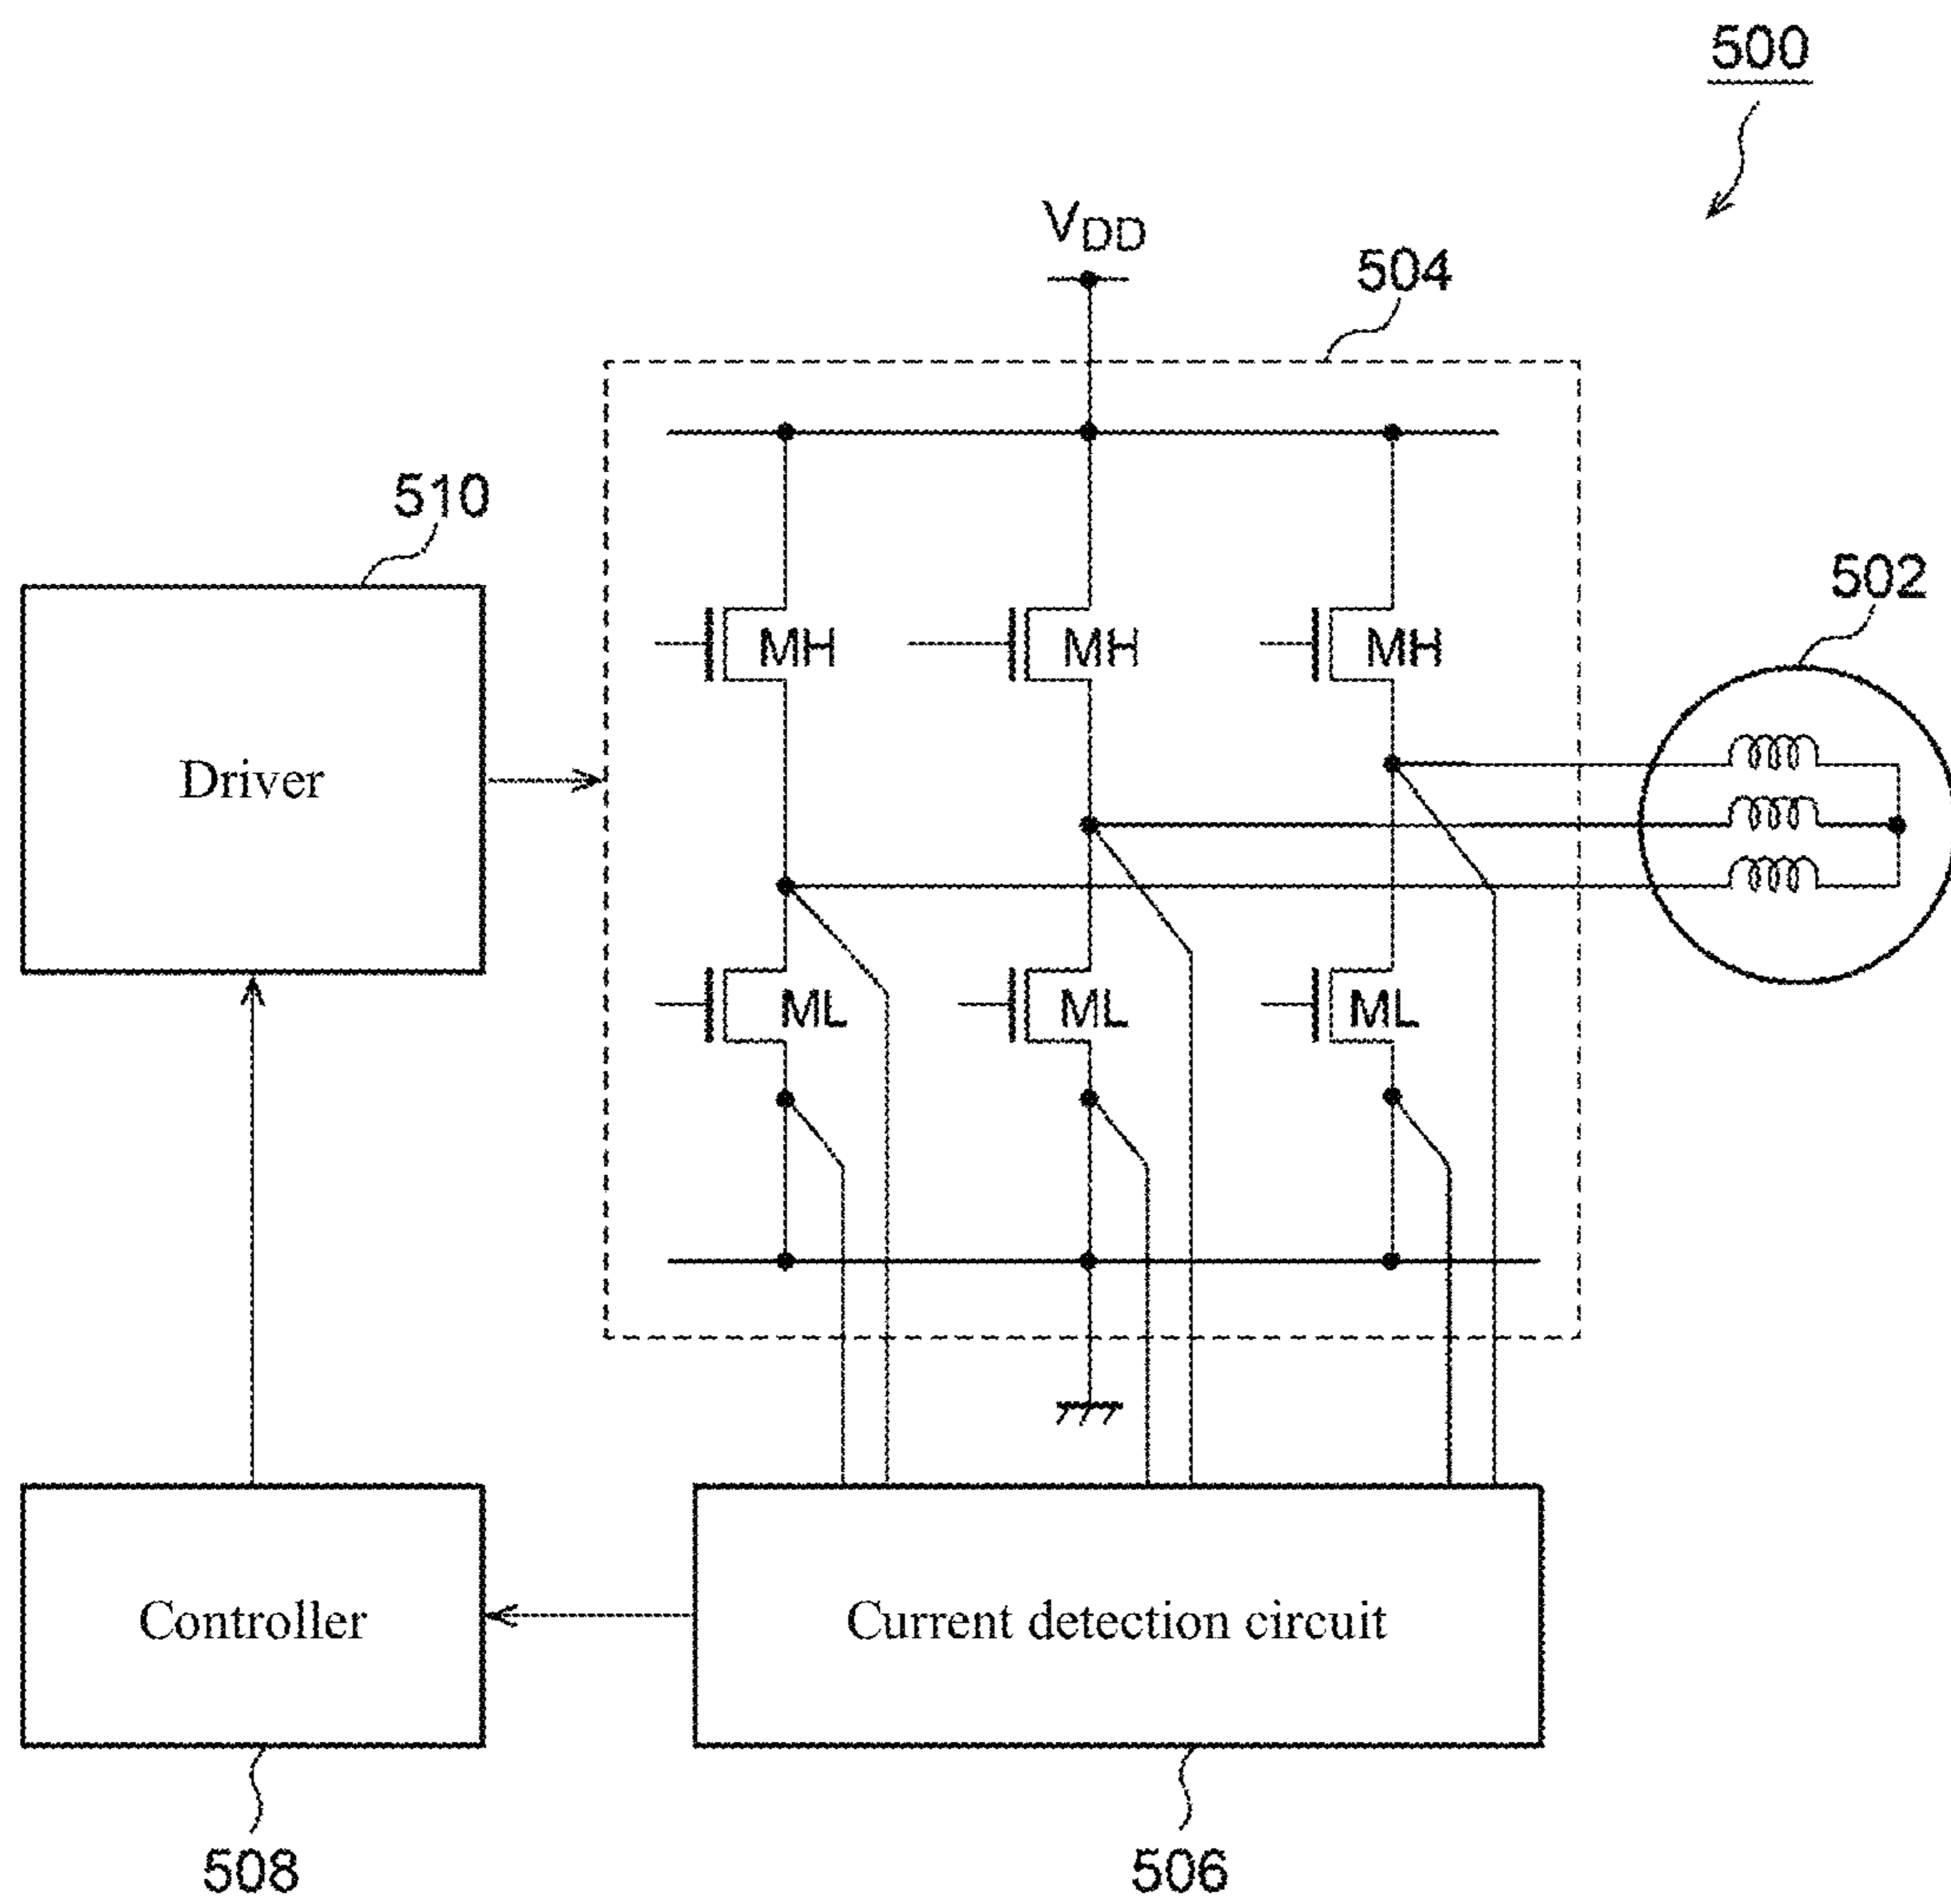 500
VDD
504
510
502
MH MH MH
Driver
ML ML ML
Controller
Current detection circuit
508
506